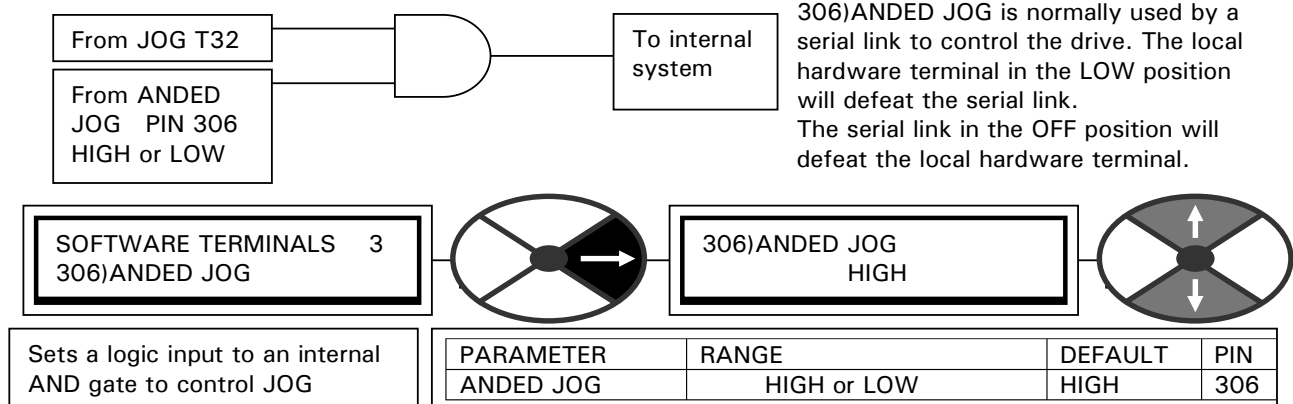 From JOG T32
From ANDED
JOG PIN 306
HIGH or LOW
To internal
system
306)ANDED JOG is normally used by a
serial link to control the drive. The local
hardware terminal in the LOW position
will defeat the serial link.
The serial link in the OFF position will
defeat the local hardware terminal.
SOFTWARE TERMINALS 3
306)ANDED JOG
306)ANDED JOG
HIGH
Sets a logic input to an internal
AND gate to control JOG
PARAMETER RANGE DEFAULT PIN
ANDED JOG HIGH or LOW HIGH 306